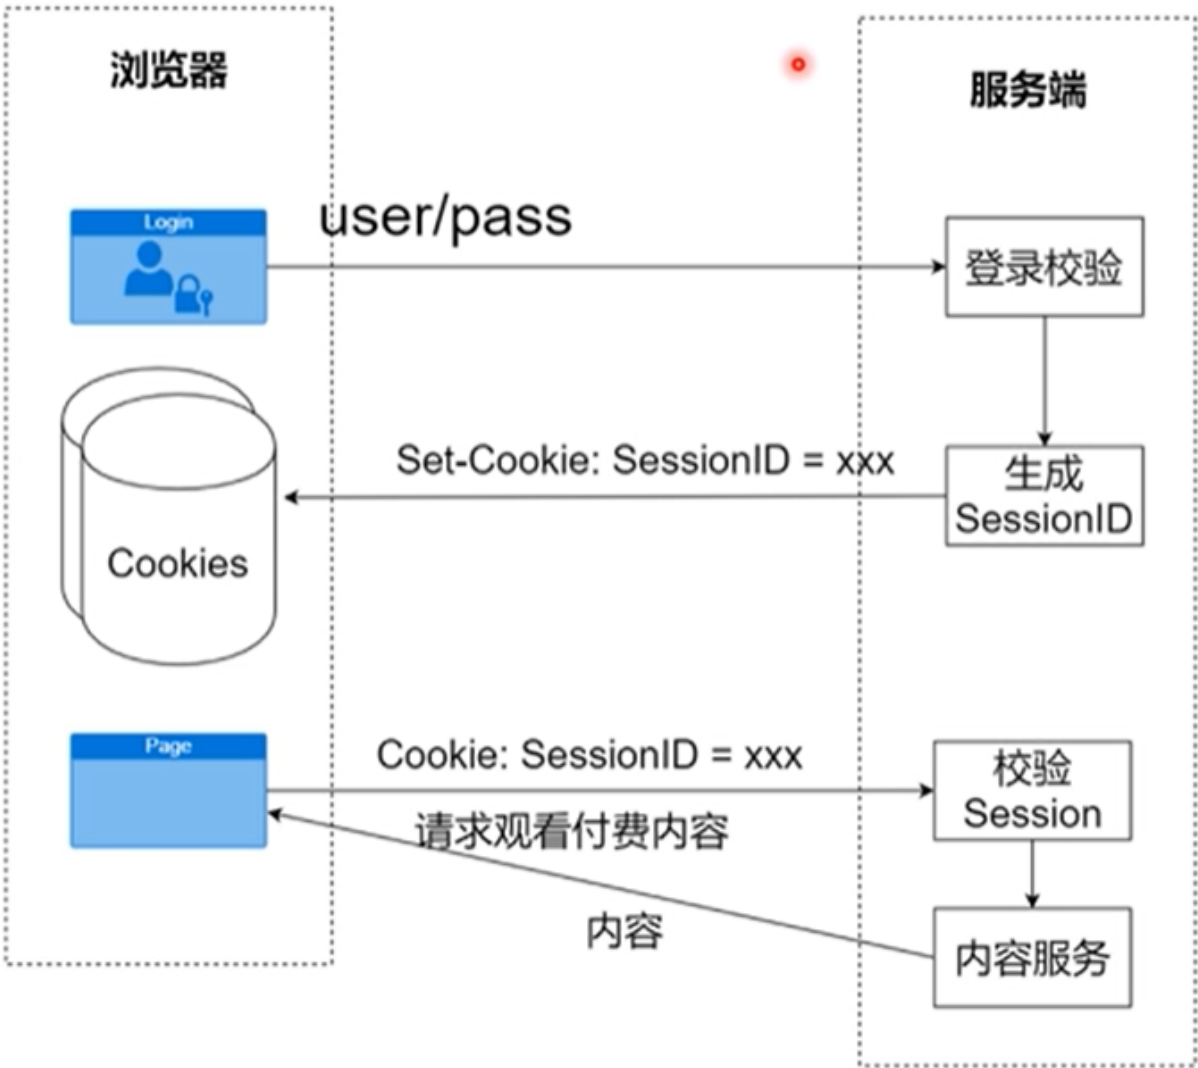 浏览器
服务端
Login
user/pass
登录校验
Set-Cookie: SessionID = xxx
生成
SessionID
Cookies
Page
Cookie: SessionID = xxx
校验
Session
请求观看付费内容
内容
内容服务